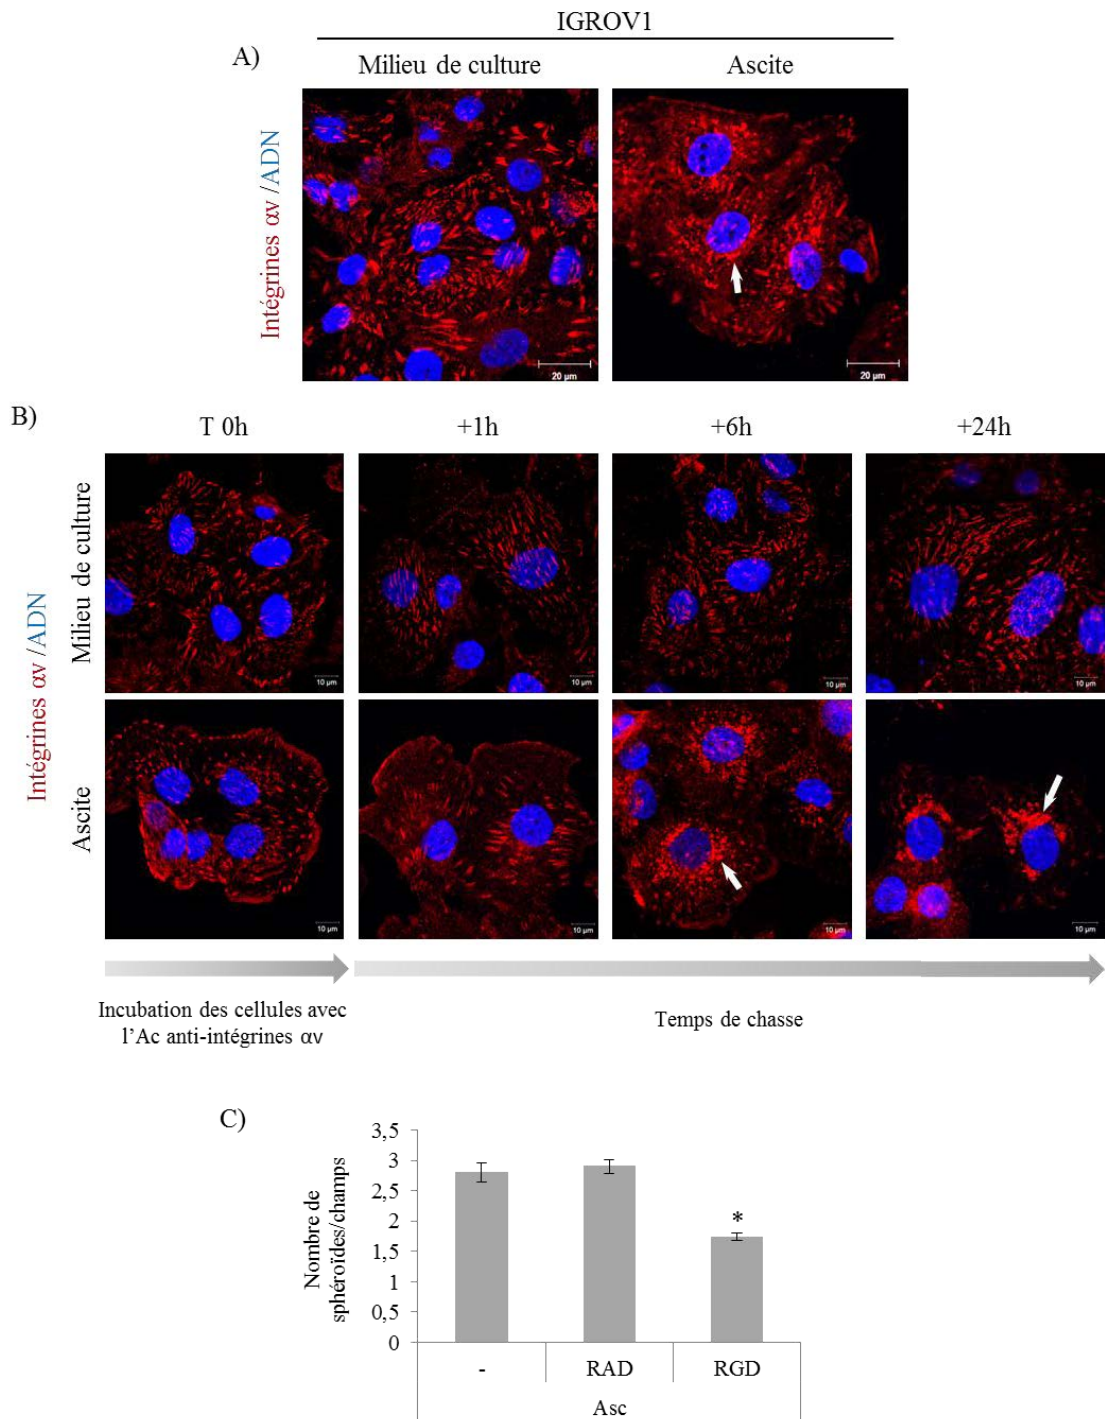 IGROV1
A)
Milieu de culture
Ascite
Intégrines αv /ADN
20 µm
20 µm
B)
T 0h
+1h
+6h
+24h
Intégrines αv /ADN
Milieu de culture
10 µm
10 µm
10 µm
10 µm
Ascite
10 µm
10 µm
10 µm
10 µm
Incubation des cellules avec
l'Ac anti-intégrines αv
Temps de chasse
C)
Nombre de
sphéroïdes/champs
3,5
3
2,5
2
1,5
1
0,5
0
*
-
RAD
RGD
Asc